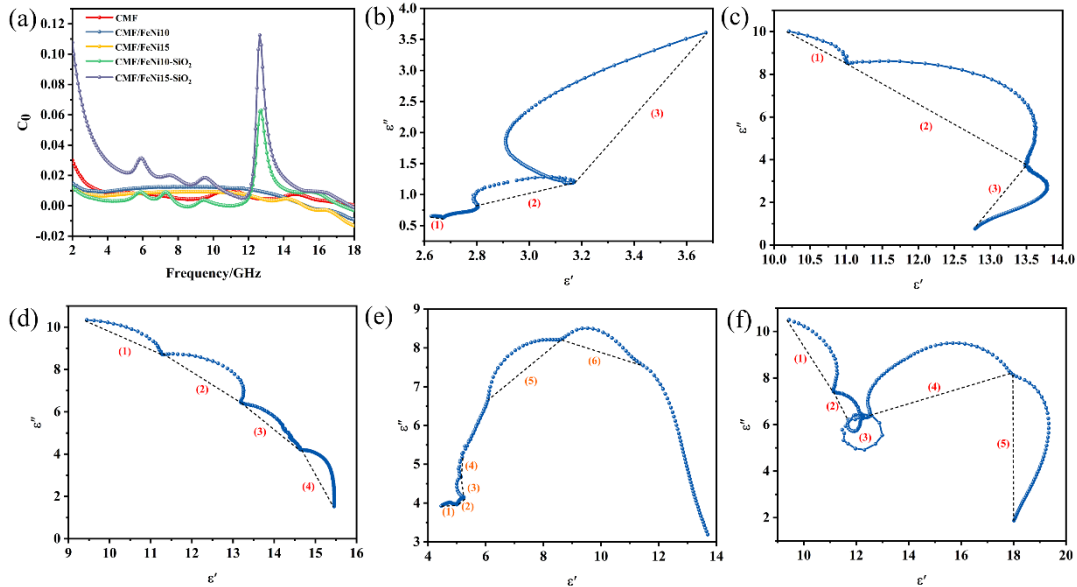 (a)
CMF
CMF/FeNi10
CMF/FeNi15
CMF/FeNi10-SiO₂
CMF/FeNi15-SiO₂
C₀
0.12
0.10
0.08
0.06
0.04
0.02
0.00
-0.02
2 4 6 8 10 12 14 16 18
Frequency/GHz
(b)
ε″
4.0
3.5
3.0
2.5
2.0
1.5
1.0
0.5
(1)
(2)
(3)
2.6 2.8 3.0 3.2 3.4 3.6
ε′
(c)
ε″
10
8
6
4
2
0
(1)
(2)
(3)
10.0 10.5 11.0 11.5 12.0 12.5 13.0 13.5 14.0
ε′
(d)
ε″
10
8
6
4
2
0
(1)
(2)
(3)
(4)
9 10 11 12 13 14 15 16
ε′
(e)
ε″
9
8
7
6
5
4
3
(1)
(2)
(3)
(4)
(5)
(6)
4 6 8 10 12 14
ε′
(f)
ε″
10
8
6
4
2
(1)
(2)
(3)
(4)
(5)
10 12 14 16 18 20
ε′